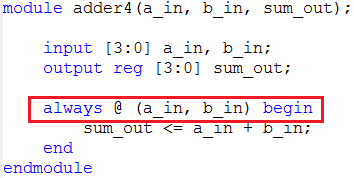 module adder4(a_in, b_in, sum_out);
input [3:0] a_in, b_in;
output reg [3:0] sum_out;
always @ (a_in, b_in) begin
sum_out <= a_in + b_in;
end
endmodule